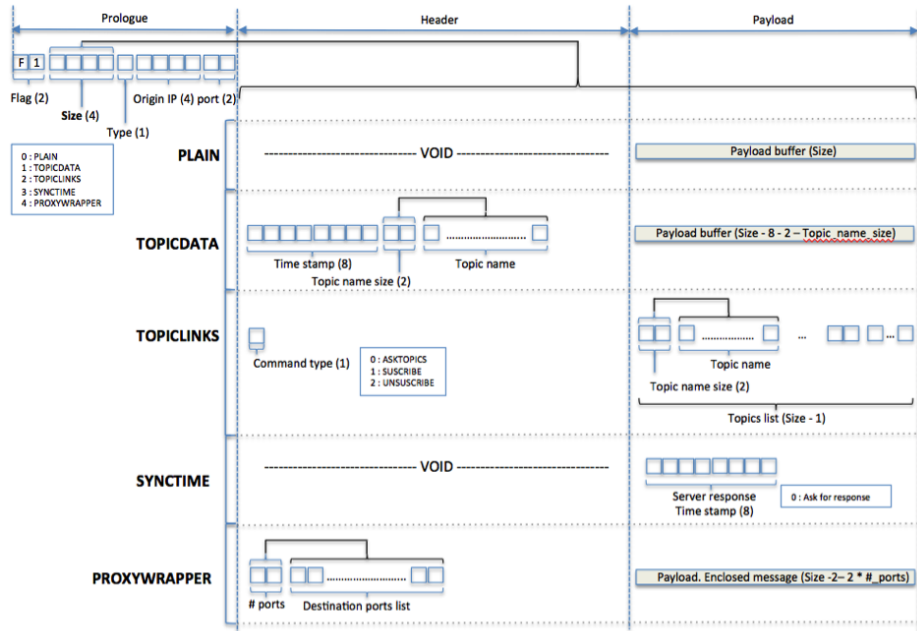 Prologue Header Payload
F 1
Flag (2) Origin IP (4) port (2)
Size (4)
Type (1)
0 : PLAIN
1 : TOPICDATA
2 : TOPICLINKS
3 : SYNCTIME
4 : PROXYWRAPPER
PLAIN VOID Payload buffer (Size)
TOPICDATA Payload buffer (Size - 8 - 2 – Topic_name_size)
Time stamp (8) Topic name
Topic name size (2)
TOPICLINKS
Command type (1)
0 : ASKTOPICS
1 : SUSCRIBE
2 : UNSUSCRIBE
... 
Topic name
Topic name size (2)
Topics list (Size - 1)
SYNCTIME VOID
Server response
Time stamp (8)
0 : Ask for response
PROXYWRAPPER Payload. Enclosed message (Size -2– 2 * #_ports)
# ports Destination ports list